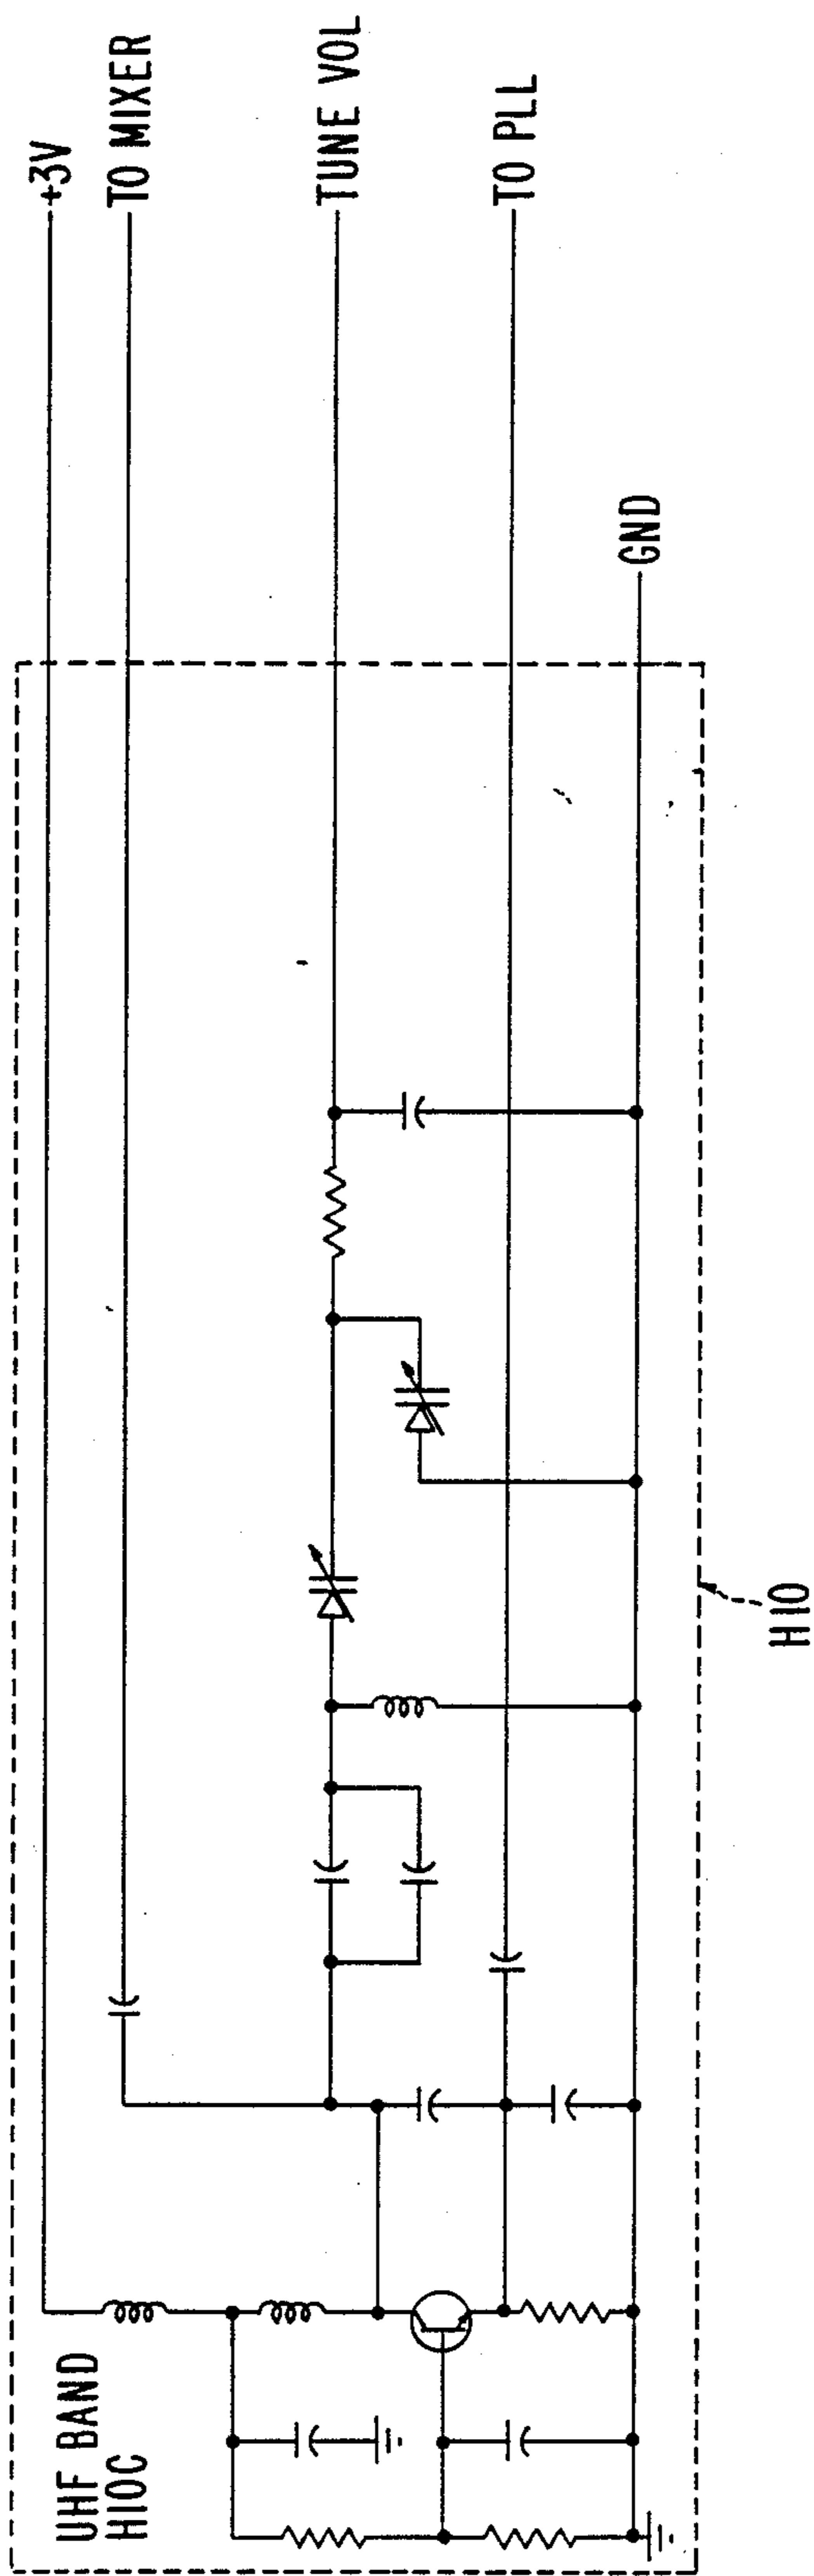 +3V
TO MIXER
TUNE VOL
TO PLL
GND
UHF BAND
H10C
H10